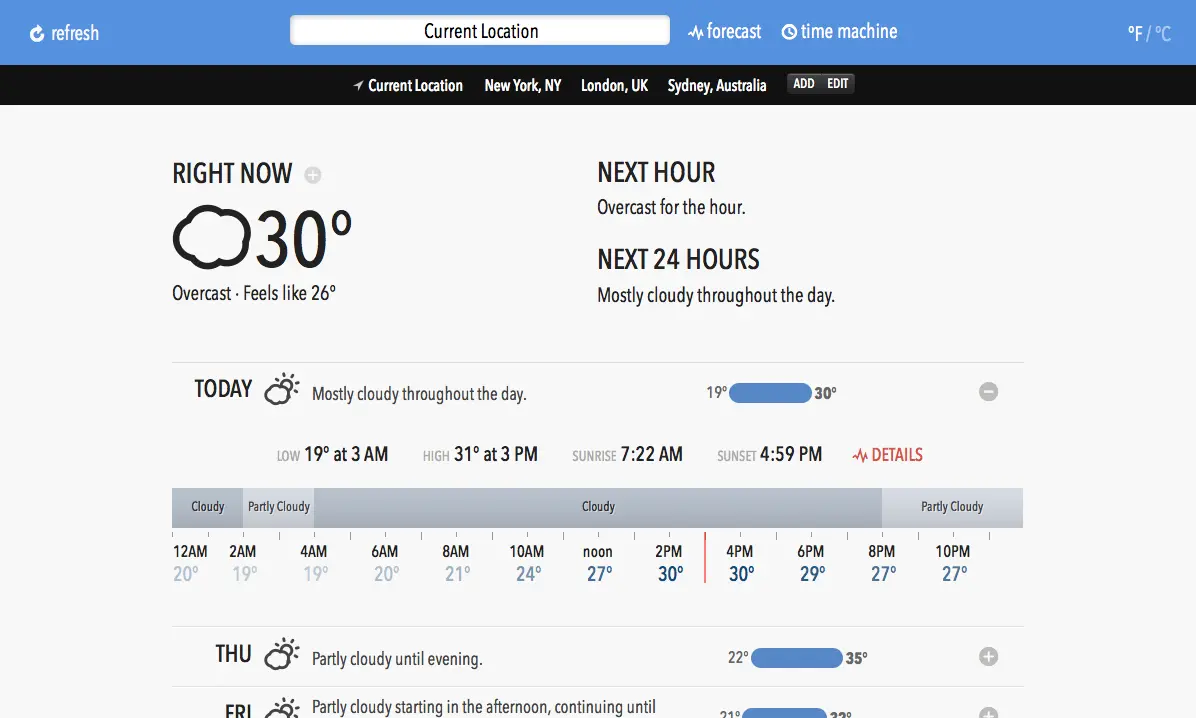 refresh
Current Location
forecast
time machine
°F / °C
Current Location
New York, NY
London, UK
Sydney, Australia
ADD
EDIT
RIGHT NOW
30°
Overcast · Feels like 26°
NEXT HOUR
Overcast for the hour.
NEXT 24 HOURS
Mostly cloudy throughout the day.
TODAY
Mostly cloudy throughout the day.
19° 30°
LOW 19° at 3 AM
HIGH 31° at 3 PM
SUNRISE 7:22 AM
SUNSET 4:59 PM
DETAILS
Cloudy Partly Cloudy Cloudy Partly Cloudy
12AM 2AM 4AM 6AM 8AM 10AM noon 2PM 4PM 6PM 8PM 10PM
20° 19° 19° 20° 21° 24° 27° 30° 30° 29° 27° 27°
THU
Partly cloudy until evening.
22° 35°
FRI
Partly cloudy starting in the afternoon, continuing until
21°